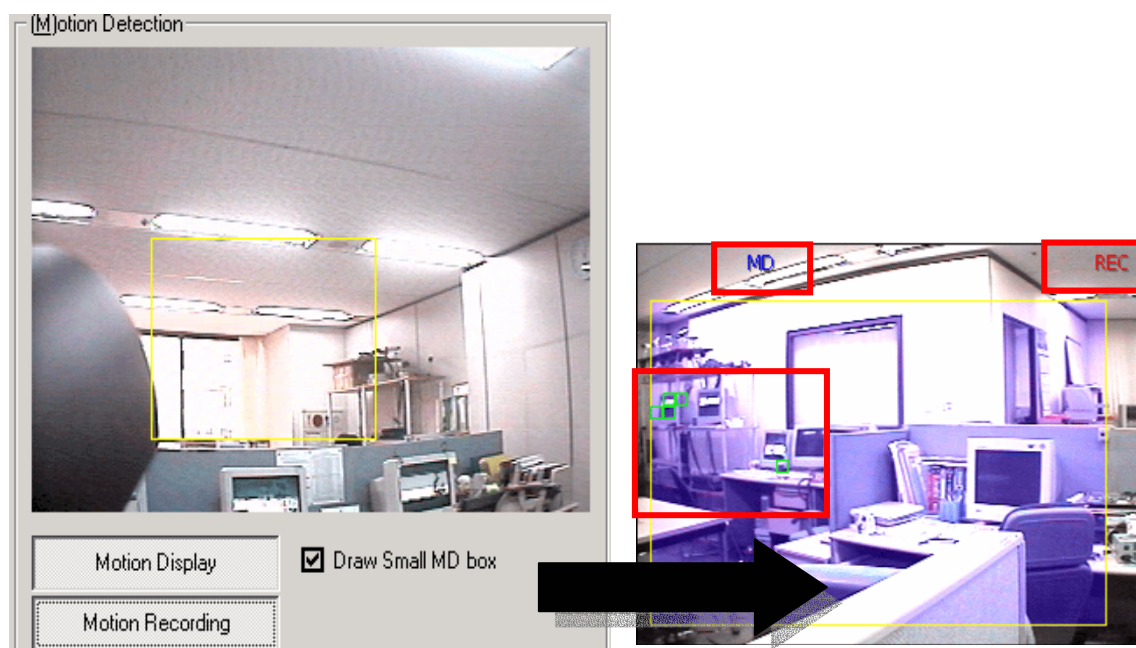 (M)otion Detection
MD
REC
Motion Display
Draw Small MD box
Motion Recording